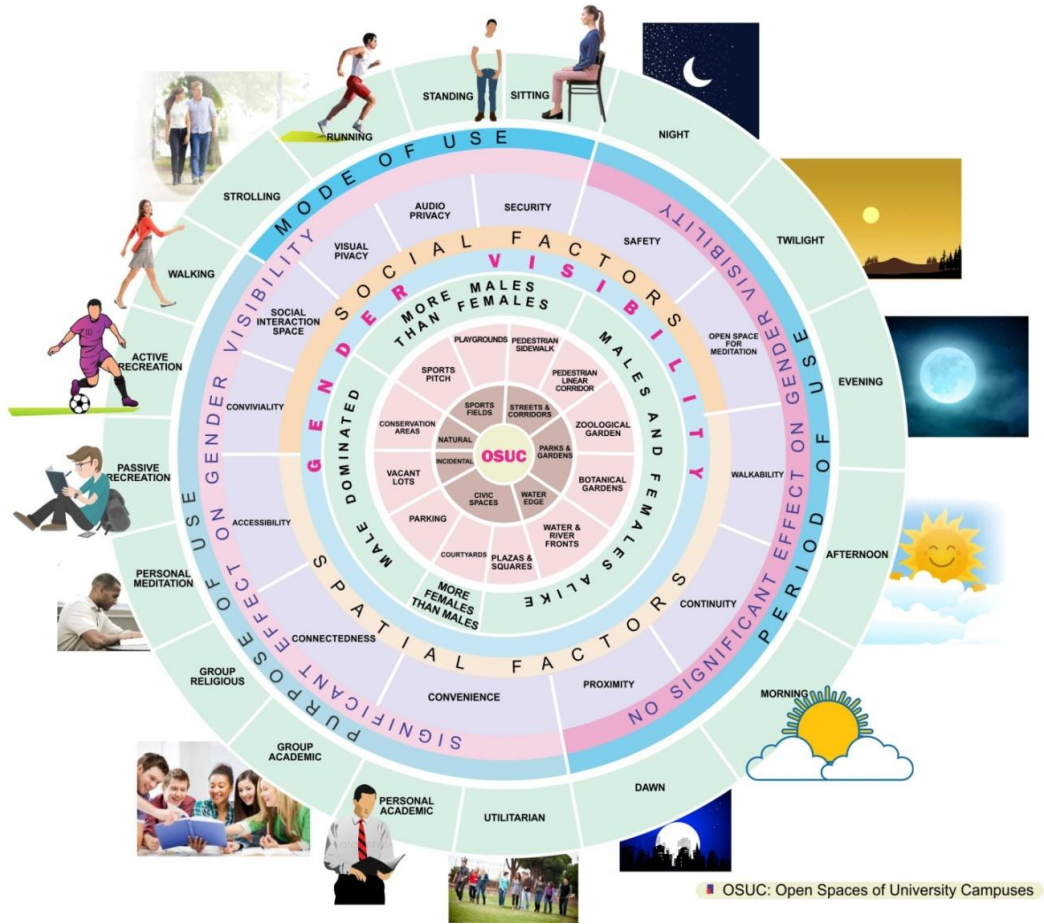 STANDING
SITTING
NIGHT
TWILIGHT
EVENING
AFTERNOON
MORNING
DAWN
UTILITARIAN
PERSONAL
ACADEMIC
GROUP
ACADEMIC
GROUP
RELIGIOUS
PERSONAL
MEDITATION
PASSIVE
RECREATION
ACTIVE
RECREATION
WALKING
STROLLING
RUNNING
MODE OF USE
PERIOD OF USE
PURPOSE OF USE
SIGNIFICANT EFFECT ON GENDER VISIBILITY
NO SIGNIFICANT EFFECT ON GENDER VISIBILITY
AUDIO
PRIVACY
SECURITY
SAFETY
OPEN SPACE
FOR
MEDITATION
WALKABILITY
CONTINUITY
PROXIMITY
CONVENIENCE
CONNECTEDNESS
ACCESSIBILITY
CONVIVIALITY
SOCIAL
INTERACTION
SPACE
VISUAL
PRIVACY
SOCIAL FACTORS
SPATIAL FACTORS
GENDER VISIBILITY
MORE MALES
THAN FEMALES
MALES AND FEMALES ALIKE
MORE
FEMALES
THAN MALES
MALE DOMINATED
PLAYGROUNDS
PEDESTRIAN
SIDEWALK
PEDESTRIAN
LINEAR
CORRIDOR
ZOOLOGICAL
GARDEN
BOTANICAL
GARDENS
WATER &
RIVER
FRONTS
PLAZAS &
SQUARES
COURTYARDS
PARKING
VACANT
LOTS
CONSERVATION
AREAS
SPORTS
PITCH
SPORTS
FIELDS
STREETS &
CORRIDORS
PARKS &
GARDENS
WATER
EDGE
CIVIC
SPACES
INCIDENTAL
NATURAL
OSUC
OSUC: Open Spaces of University Campuses